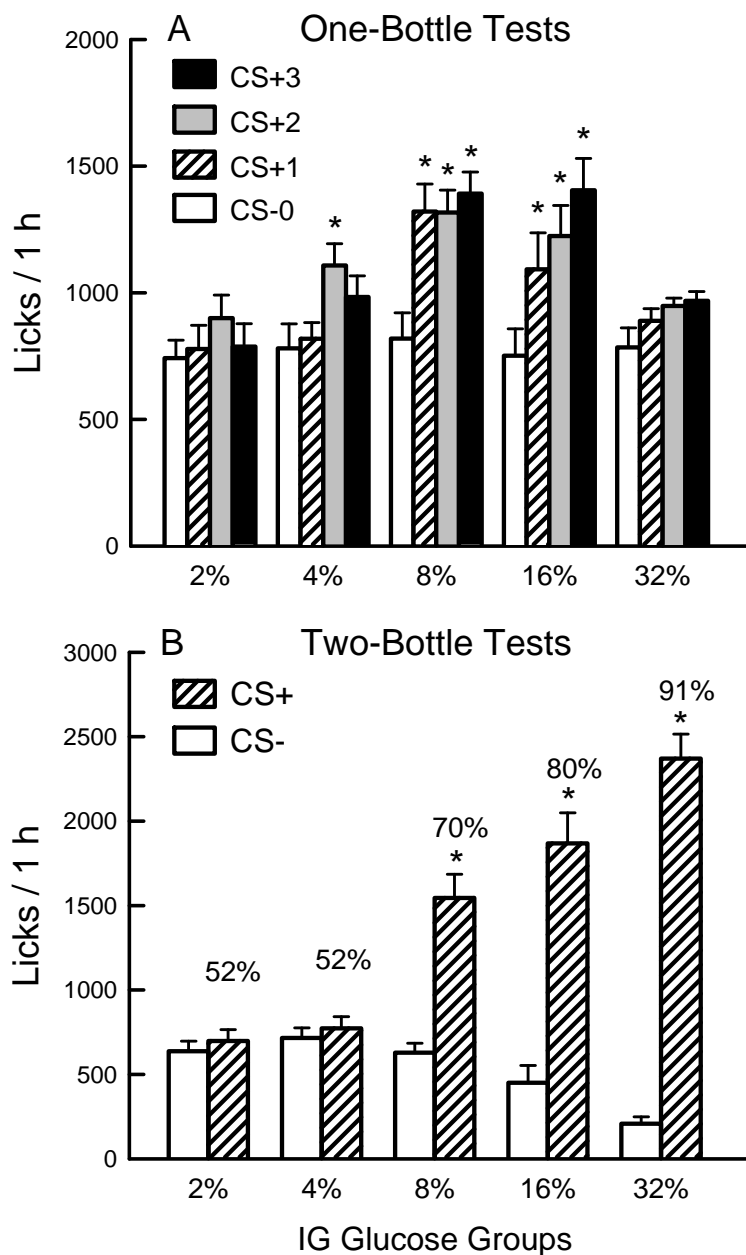 A One-Bottle Tests
2000
1500
1000
500
0
Licks / 1 h
CS+3
CS+2
CS+1
CS-0
*
* * *
* * *
2% 4% 8% 16% 32%
B Two-Bottle Tests
3000
2500
2000
1500
1000
500
0
Licks / 1 h
CS+
CS-
52%
52%
70%
*
80%
*
91%
*
2% 4% 8% 16% 32%
IG Glucose Groups